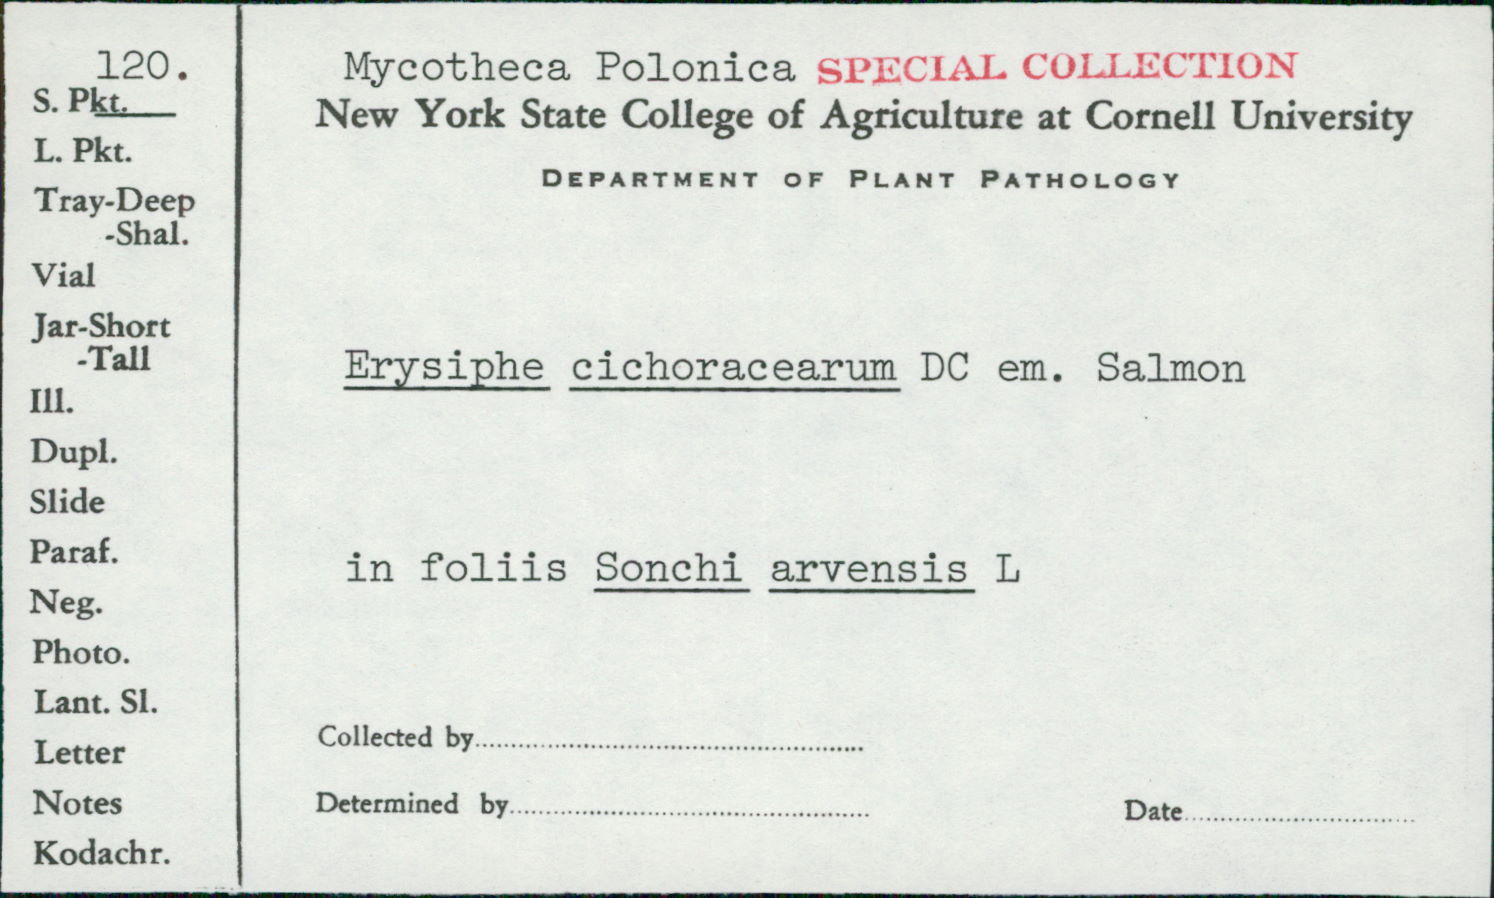 120.
S. Pkt.
L. Pkt.
Tray-Deep
-Shal.
Vial
Jar-Short
-Tall
Ill.
Dupl.
Slide
Paraf.
Neg.
Photo.
Lant. Sl.
Letter
Notes
Kodachr.
Mycotheca Polonica SPECIAL COLLECTION
New York State College of Agriculture at Cornell University
DEPARTMENT OF PLANT PATHOLOGY
Erysiphe cichoracearum DC em. Salmon
in foliis Sonchi arvensis L
Collected by
Determined by
Date